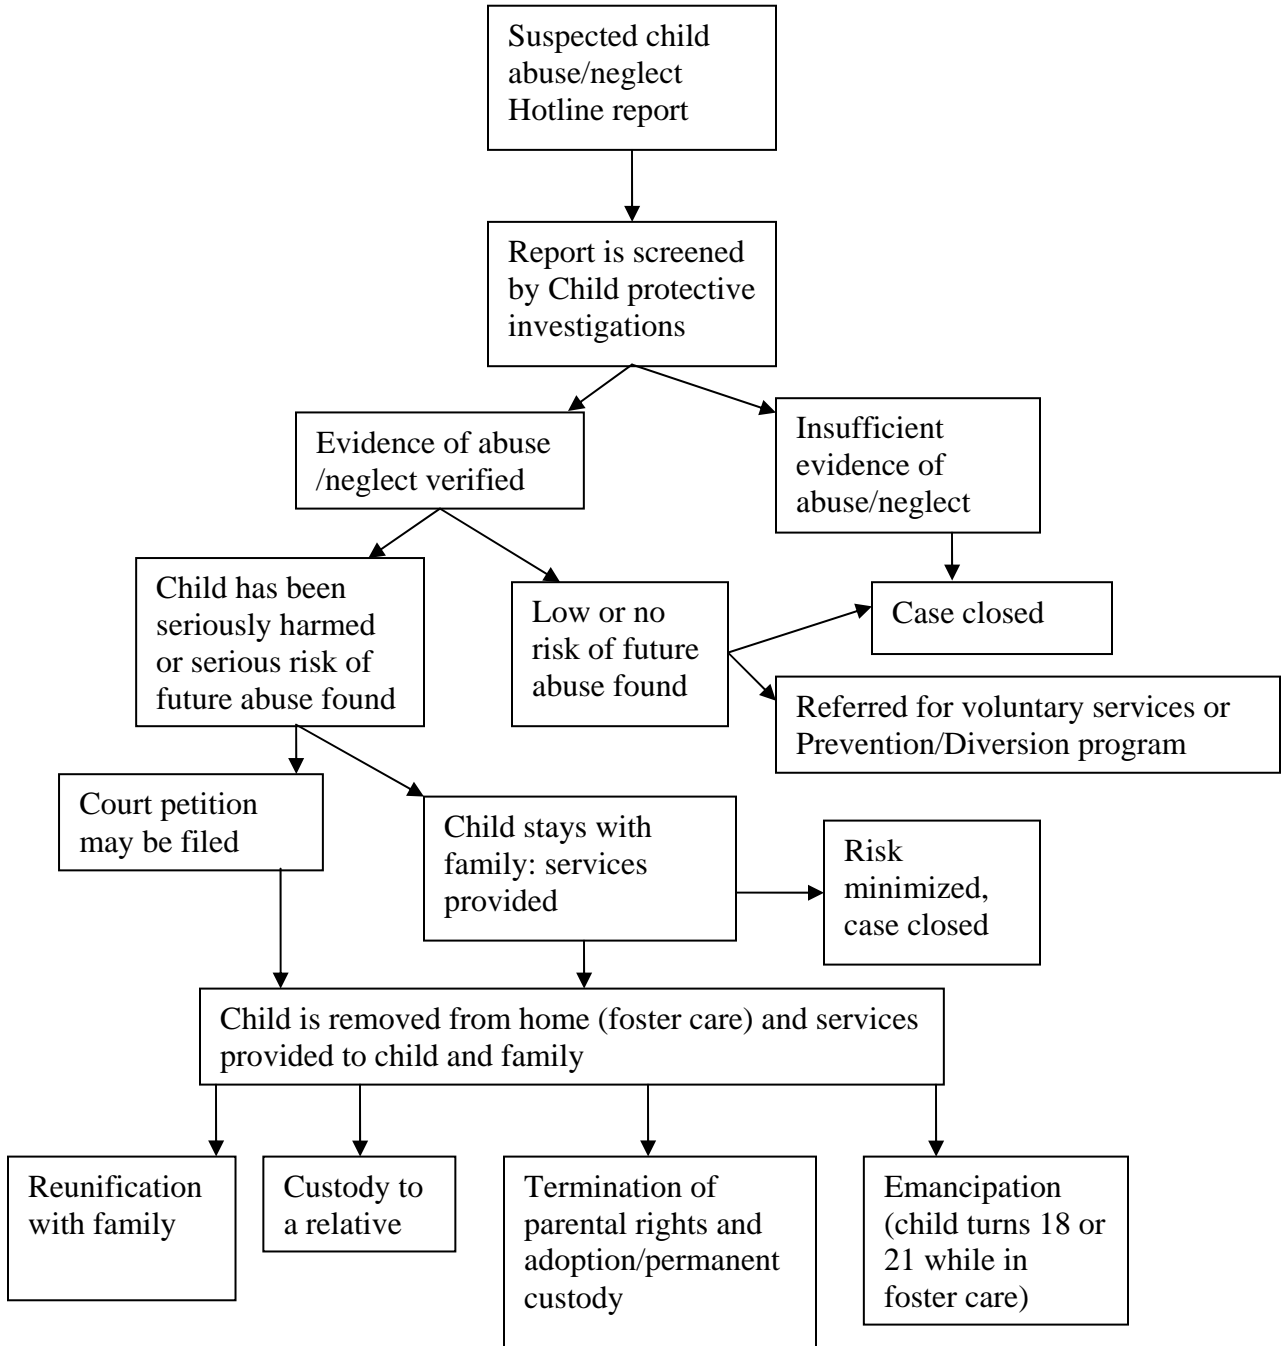 Suspected child
abuse/neglect
Hotline report
Report is screened
by Child protective
investigations
Evidence of abuse
/neglect verified
Insufficient
evidence of
abuse/neglect
Child has been
seriously harmed
or serious risk of
future abuse found
Low or no
risk of future
abuse found
Case closed
Referred for voluntary services or
Prevention/Diversion program
Court petition
may be filed
Child stays with
family: services
provided
Risk
minimized,
case closed
Child is removed from home (foster care) and services
provided to child and family
Reunification
with family
Custody to
a relative
Termination of
parental rights and
adoption/permanent
custody
Emancipation
(child turns 18 or
21 while in
foster care)